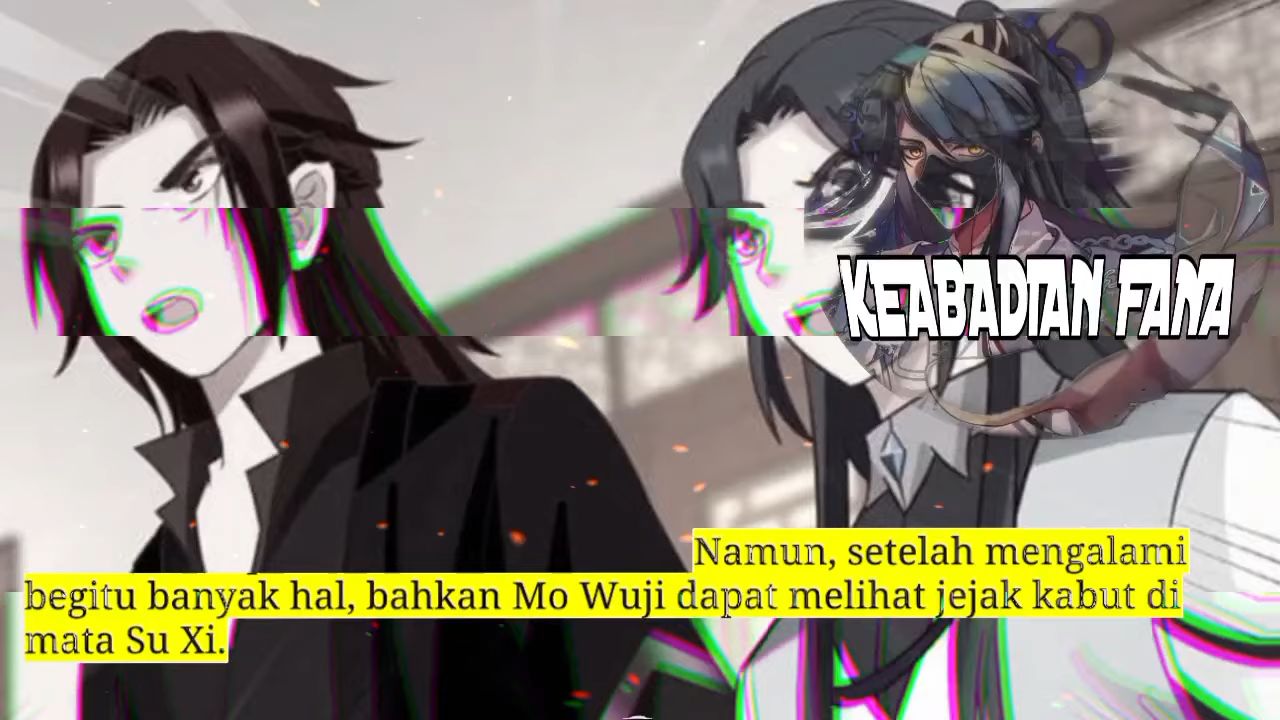 KEABADIAN FANA
Namun, setelah mengalami
begitu banyak hal, bahkan Mo Wuji dapat melihat jejak kabut di
mata Su Xi.